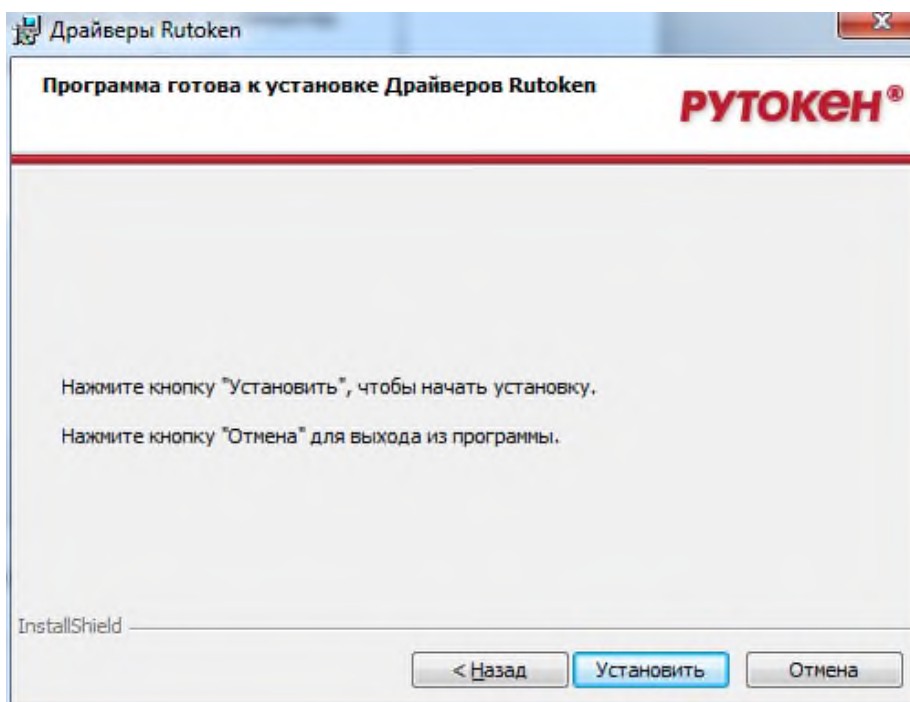 Драйверы Rutoken
Программа готова к установке Драйверов Rutoken
РУТОКЕН®
Нажмите кнопку "Установить", чтобы начать установку.
Нажмите кнопку "Отмена" для выхода из программы.
InstallShield
< Назад
Установить
Отмена